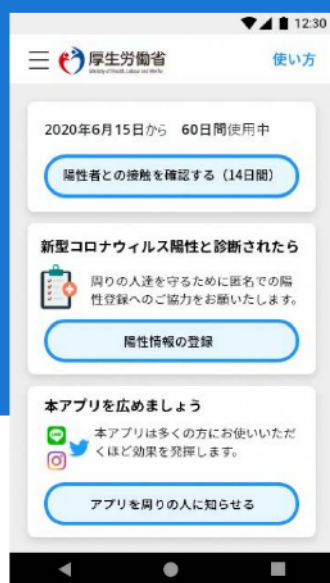 12:30
厚生労働省
Ministry of Health, Labour and Welfare
使い方
2020年6月15日から 60日間使用中
陽性者との接触を確認する（14日間）
新型コロナウィルス陽性と診断されたら
周りの人達を守るために匿名での陽
性登録へのご協力をお願いたします。
陽性情報の登録
本アプリを広めましょう
LINE
本アプリは多くの方にお使いいただ
くほど効果を発揮します。
アプリを周りの人に知らせる